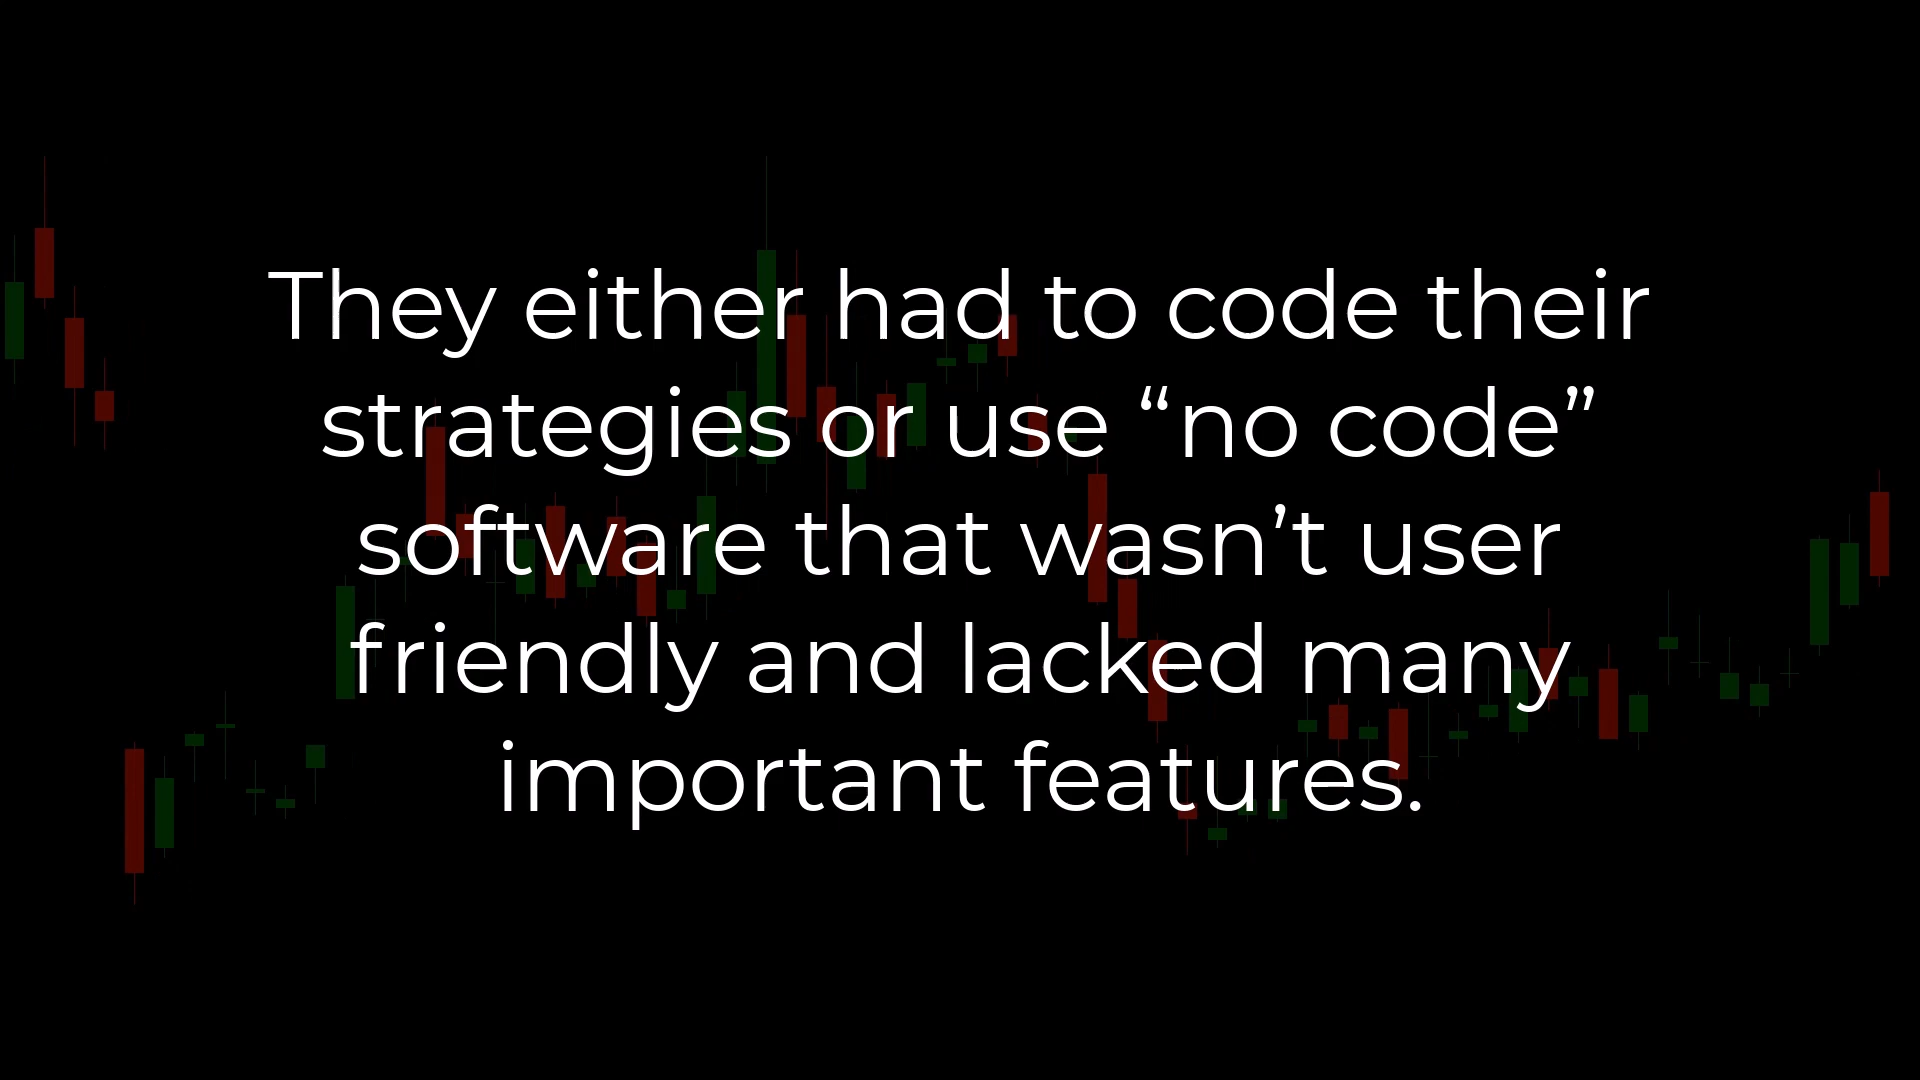 They either had to code their
strategies or use “no code”
software that wasn’t user
friendly and lacked many
important features.